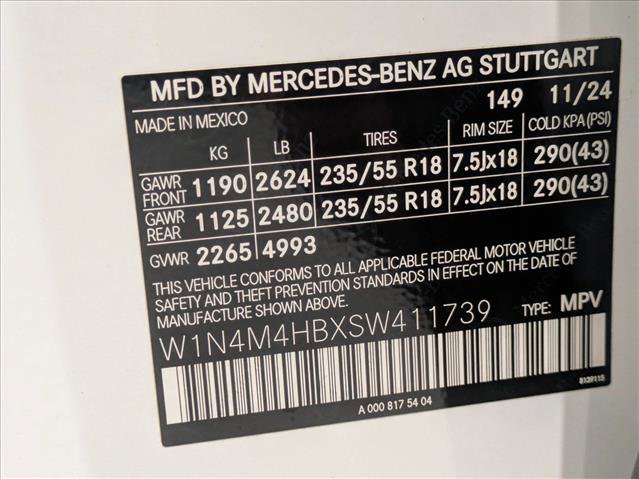 MFD BY MERCEDES-BENZ AG STUTTGART
149 11/24
MADE IN MEXICO
KG LB TIRES RIM SIZE COLD KPA (PSI)
GAWR FRONT 1190 2624 235/55 R18 7.5Jx18 290(43)
GAWR REAR 1125 2480 235/55 R18 7.5Jx18 290(43)
GVWR 2265 4993
THIS VEHICLE CONFORMS TO ALL APPLICABLE FEDERAL MOTOR VEHICLE
SAFETY AND THEFT PREVENTION STANDARDS IN EFFECT ON THE DATE OF
MANUFACTURE SHOWN ABOVE.
W1N4M4HBXSW411739 TYPE: MPV
8139115
A 000 817 54 04